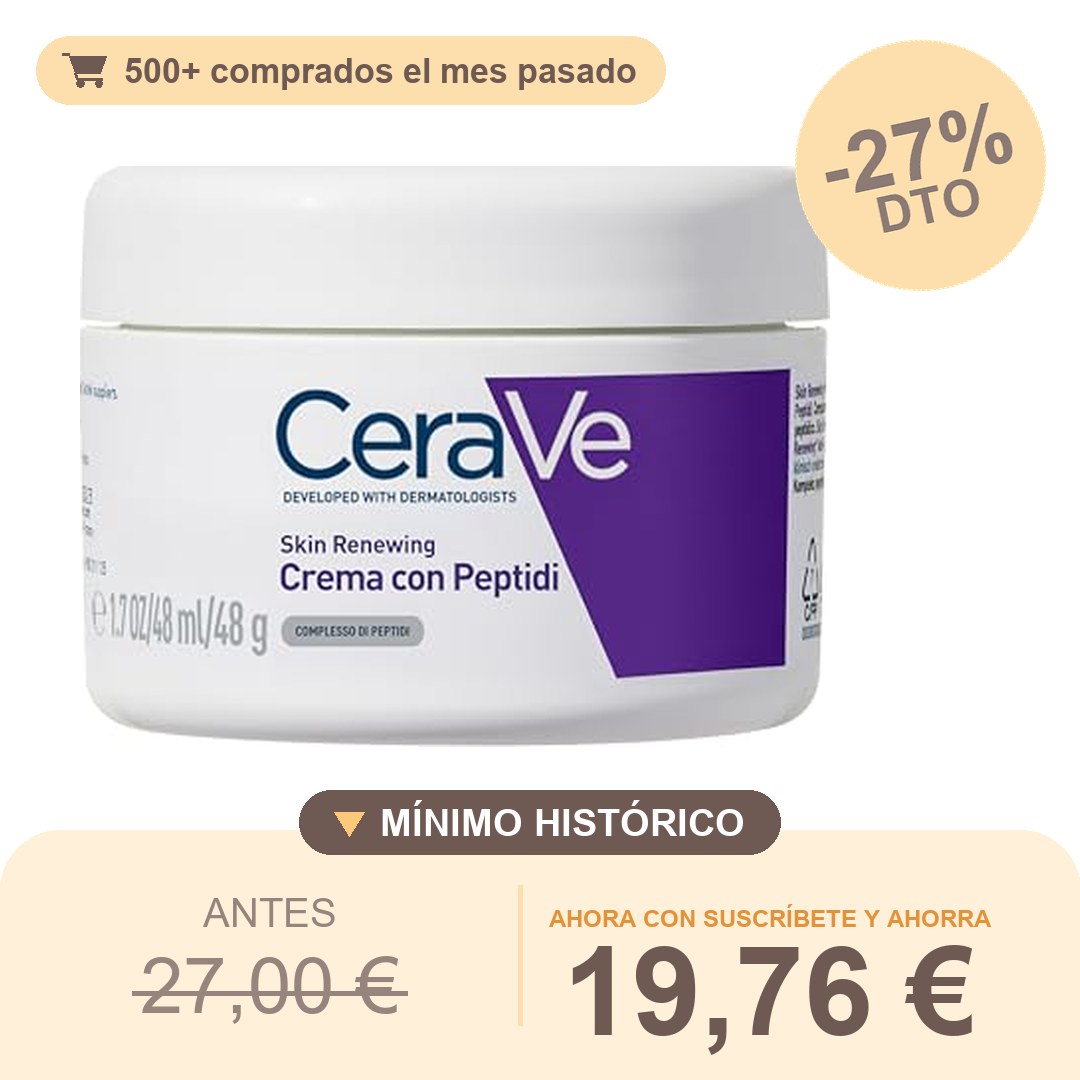 500+ comprados el mes pasado
-27%
DTO
CeraVe
DEVELOPED WITH DERMATOLOGISTS
Skin Renewing
Crema con Peptidi
COMPLESSO DI PEPTIDI
e 1.7 OZ/48 ml/48 g
MÍNIMO HISTÓRICO
ANTES
27,00 €
AHORA CON SUSCRÍBETE Y AHORRA
19,76 €